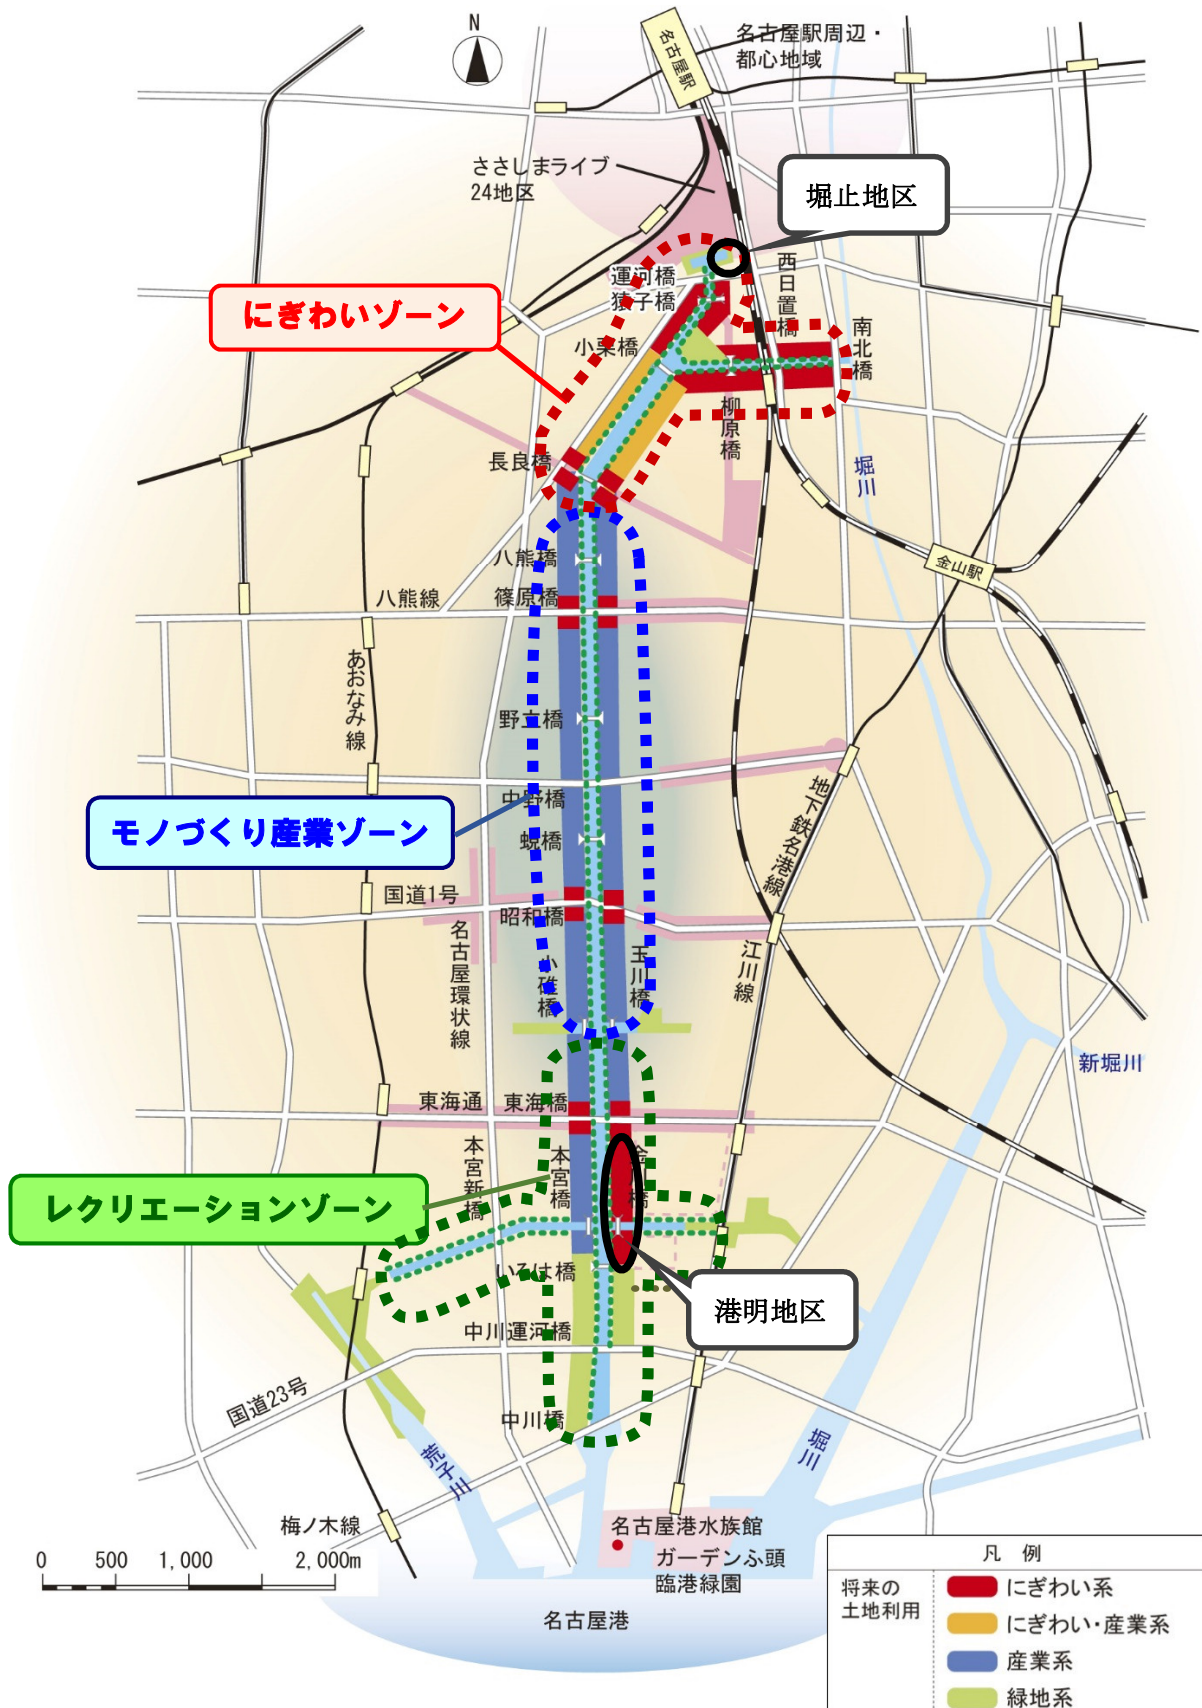 N
名古屋駅
名古屋駅周辺・
都心地域
ささしまライブ
24地区
堀止地区
運河橋
猿子橋
西日置橋
にぎわいゾーン
小栗橋
南北橋
柳原橋
長良橋
堀川
八熊橋
金山駅
八熊線
篠原橋
あおなみ線
野立橋
中野橋
モノづくり産業ゾーン
地下鉄名港線
蜆橋
国道1号
昭和橋
名古屋環状線
小碓橋
玉川橋
江川線
新堀川
東海通
東海橋
本宮新橋
本宮橋
レクリエーションゾーン
いろは橋
港明地区
中川運河橋
国道23号
中川橋
荒子川
堀川
梅ノ木線
名古屋港水族館
ガーデンふ頭
臨港緑園
0 500 1,000 2,000m
名古屋港
凡 例
将来の
土地利用
にぎわい系
にぎわい・産業系
産業系
緑地系